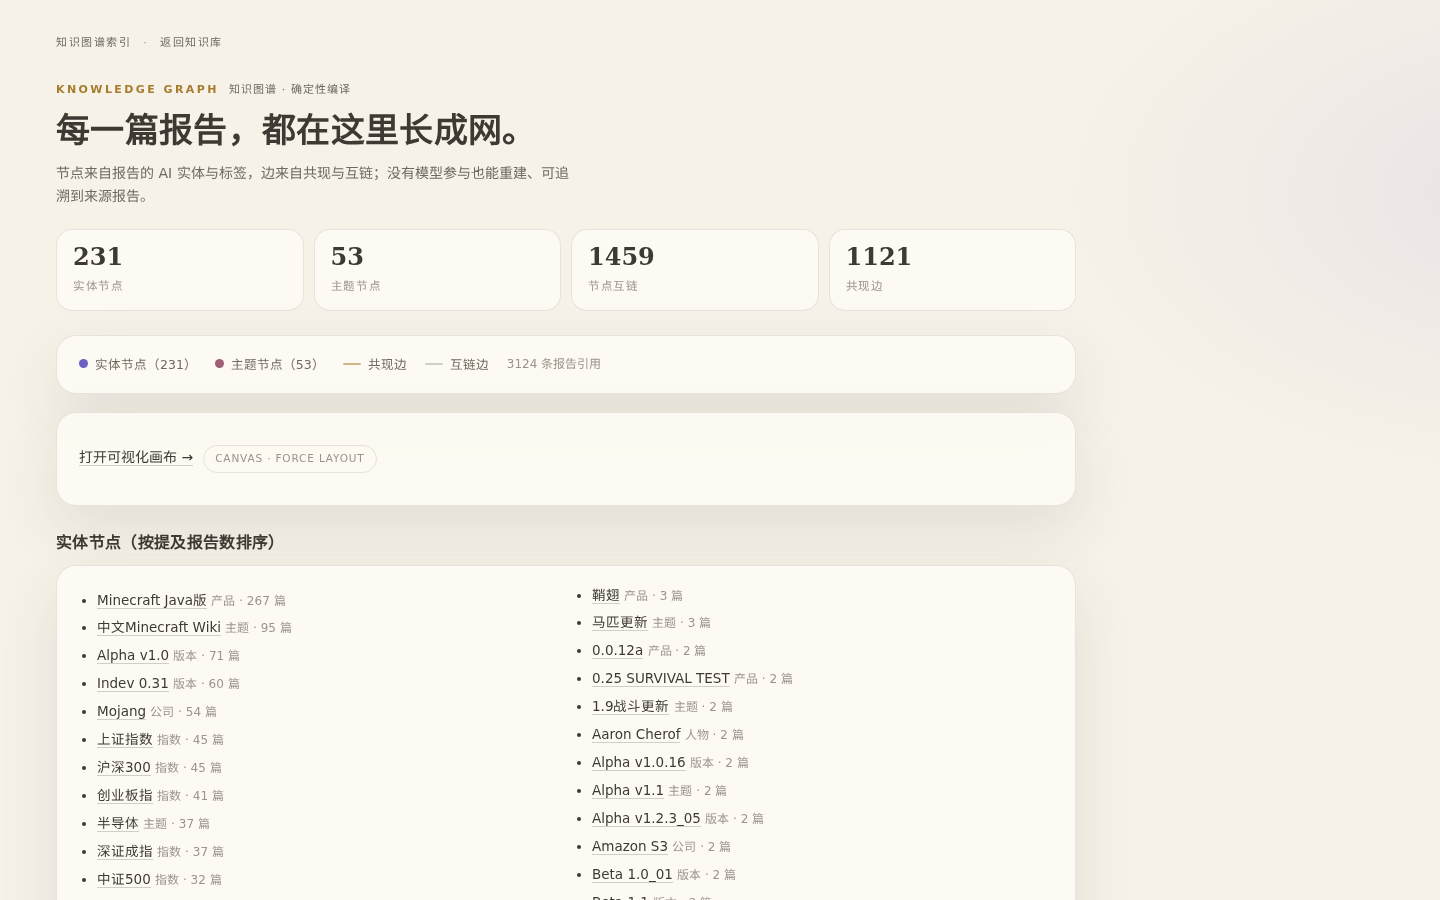 知识图谱索引 · 返回知识库
KNOWLEDGE GRAPH 知识图谱 · 确定性编译
每一篇报告，都在这里长成网。
节点来自报告的 AI 实体与标签，边来自共现与互链；没有模型参与也能重建、可追
溯到来源报告。
231
实体节点
53
主题节点
1459
节点互链
1121
共现边
实体节点（231） 主题节点（53） 共现边 互链边 3124 条报告引用
打开可视化画布 → CANVAS · FORCE LAYOUT
实体节点（按提及报告数排序）
Minecraft Java版 产品 · 267 篇
中文Minecraft Wiki 主题 · 95 篇
Alpha v1.0 版本 · 71 篇
Indev 0.31 版本 · 60 篇
Mojang 公司 · 54 篇
上证指数 指数 · 45 篇
沪深300 指数 · 45 篇
创业板指 指数 · 41 篇
半导体 主题 · 37 篇
深证成指 指数 · 37 篇
中证500 指数 · 32 篇
鞘翅 产品 · 3 篇
马匹更新 主题 · 3 篇
0.0.12a 产品 · 2 篇
0.25 SURVIVAL TEST 产品 · 2 篇
1.9战斗更新 主题 · 2 篇
Aaron Cherof 人物 · 2 篇
Alpha v1.0.16 版本 · 2 篇
Alpha v1.1 主题 · 2 篇
Alpha v1.2.3_05 版本 · 2 篇
Amazon S3 公司 · 2 篇
Beta 1.0_01 版本 · 2 篇